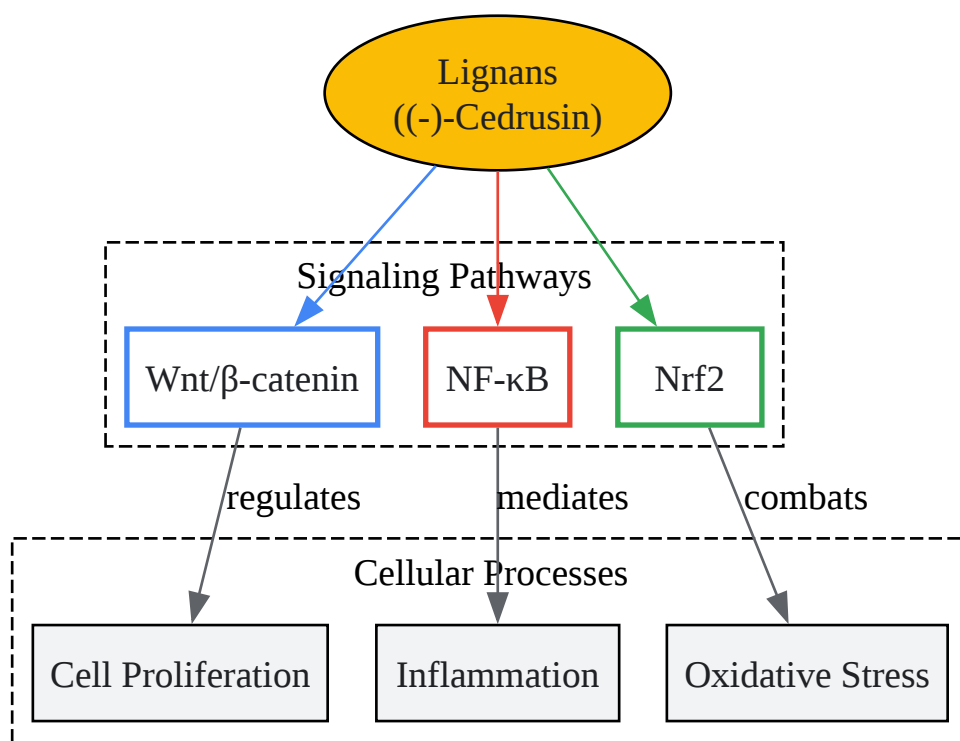 Lignans
((-)-Cedrusin)
Signaling Pathways
Wnt/β-catenin
NF-κB
Nrf2
regulates
mediates
combats
Cellular Processes
Cell Proliferation
Inflammation
Oxidative Stress